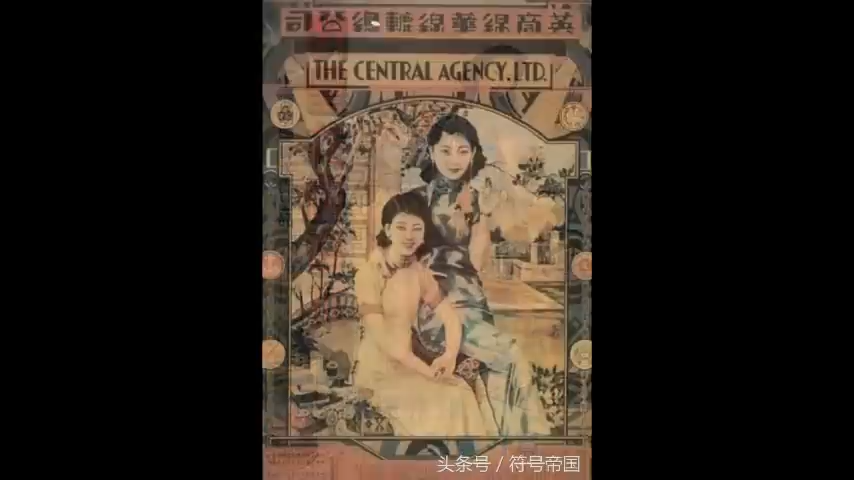 英商綿華線轆總公司
THE CENTRAL AGENCY, LTD.
头条号 / 符号帝国